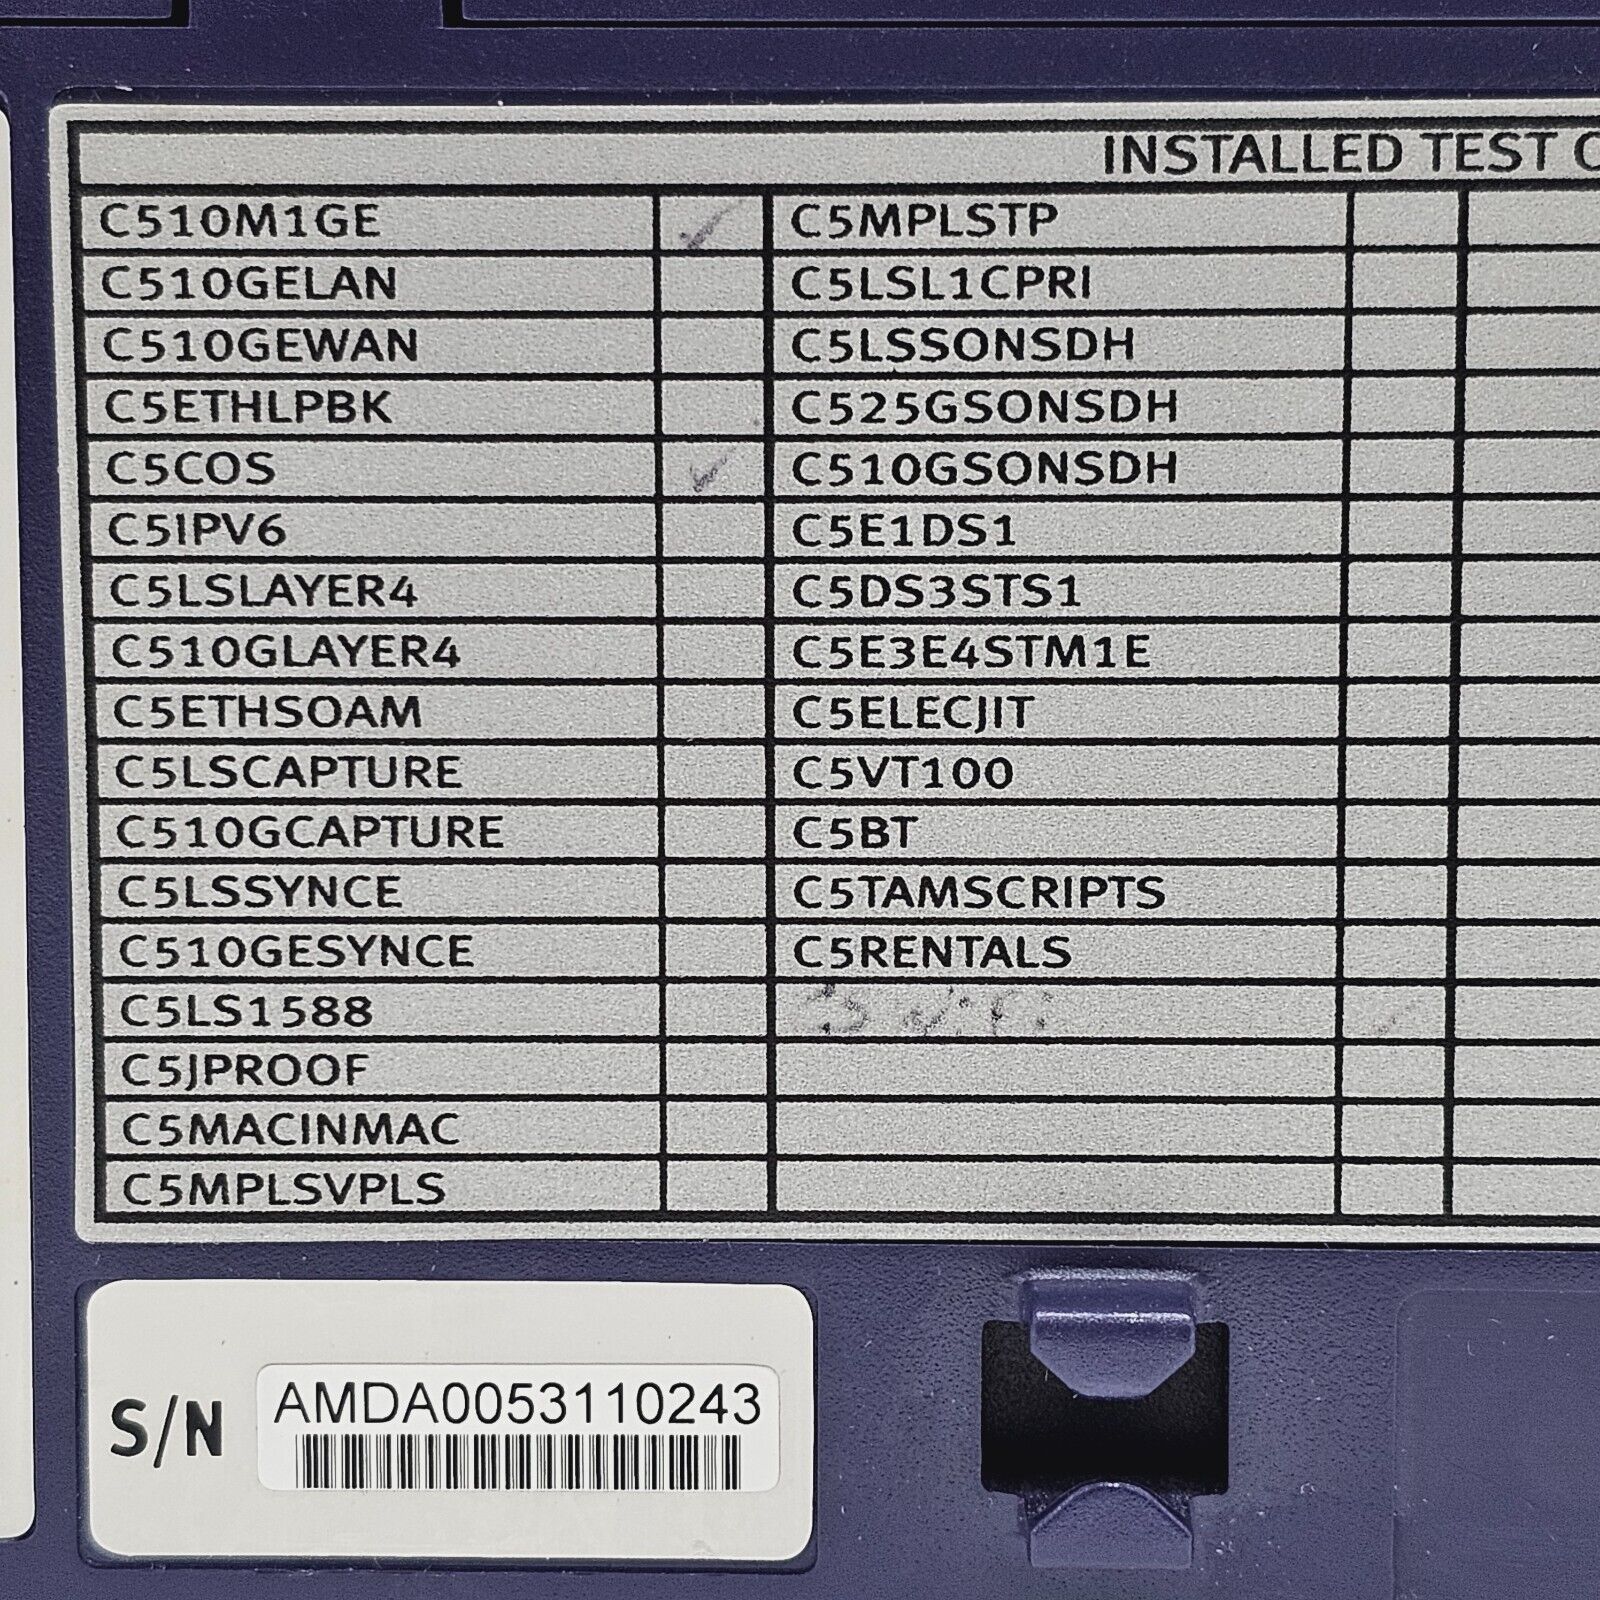 INSTALLED TEST
C510M1GE ✓ C5MPLSTP
C510GELAN C5LSL1CPRI
C510GEWAN C5LSSONSDH
C5ETHLPBK C525GSONSDH
C5COS ✓ C510GSONSDH
C5IPV6 C5E1DS1
C5LSLAYER4 C5DS3STS1
C510GLAYER4 C5E3E4STM1E
C5ETHSOAM C5ELECJIT
C5LSCAPTURE C5VT100
C510GCAPTURE C5BT
C5LSSYNCE C5TAMSCRIPTS
C510GESYNCE C5RENTALS
C5LS1588
C5JPROOF
C5MACINMAC
C5MPLSVPLS
S/N AMDA0053110243